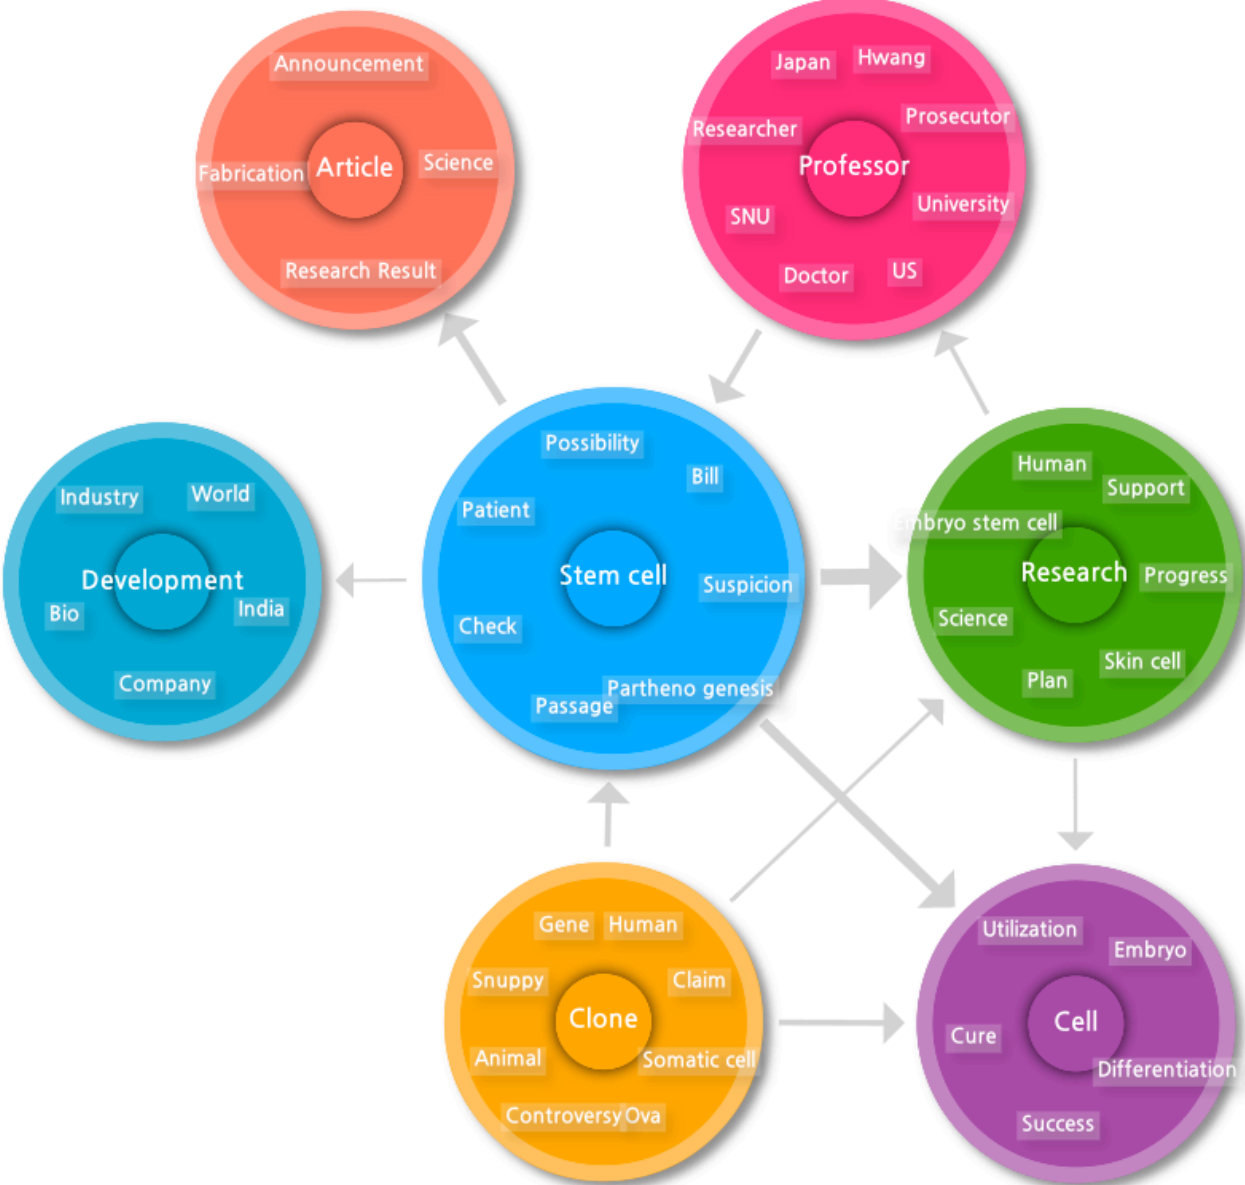 Announcement
Fabrication
Article
Science
Research Result
Japan
Hwang
Researcher
Prosecutor
Professor
SNU
University
Doctor
US
Industry
World
Development
Bio
India
Company
Possibility
Bill
Patient
Stem cell
Suspicion
Check
Partheno genesis
Passage
Human
Support
Embryo stem cell
Research
Progress
Science
Skin cell
Plan
Gene
Human
Snuppy
Claim
Clone
Animal
Somatic cell
Controversy
Ova
Utilization
Embryo
Cure
Cell
Differentiation
Success